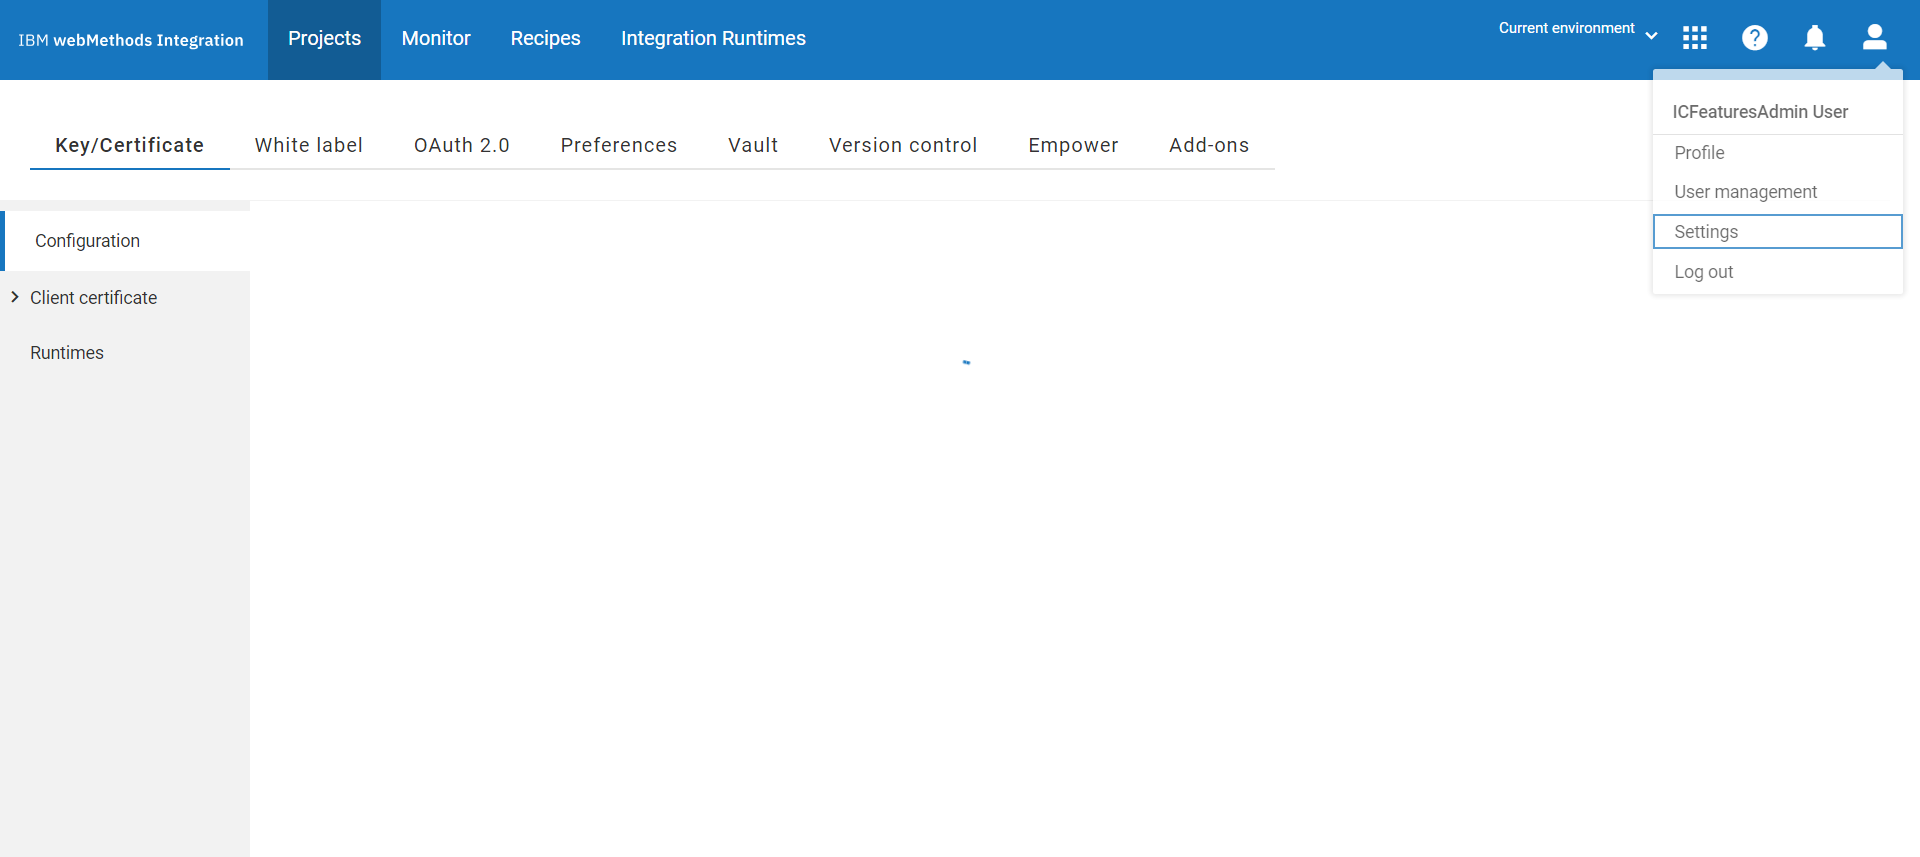 IBM webMethods Integration
Projects
Monitor
Recipes
Integration Runtimes
Current environment
ICFeaturesAdmin User
Profile
User management
Settings
Log out
Key/Certificate
White label
OAuth 2.0
Preferences
Vault
Version control
Empower
Add-ons
Configuration
Client certificate
Runtimes